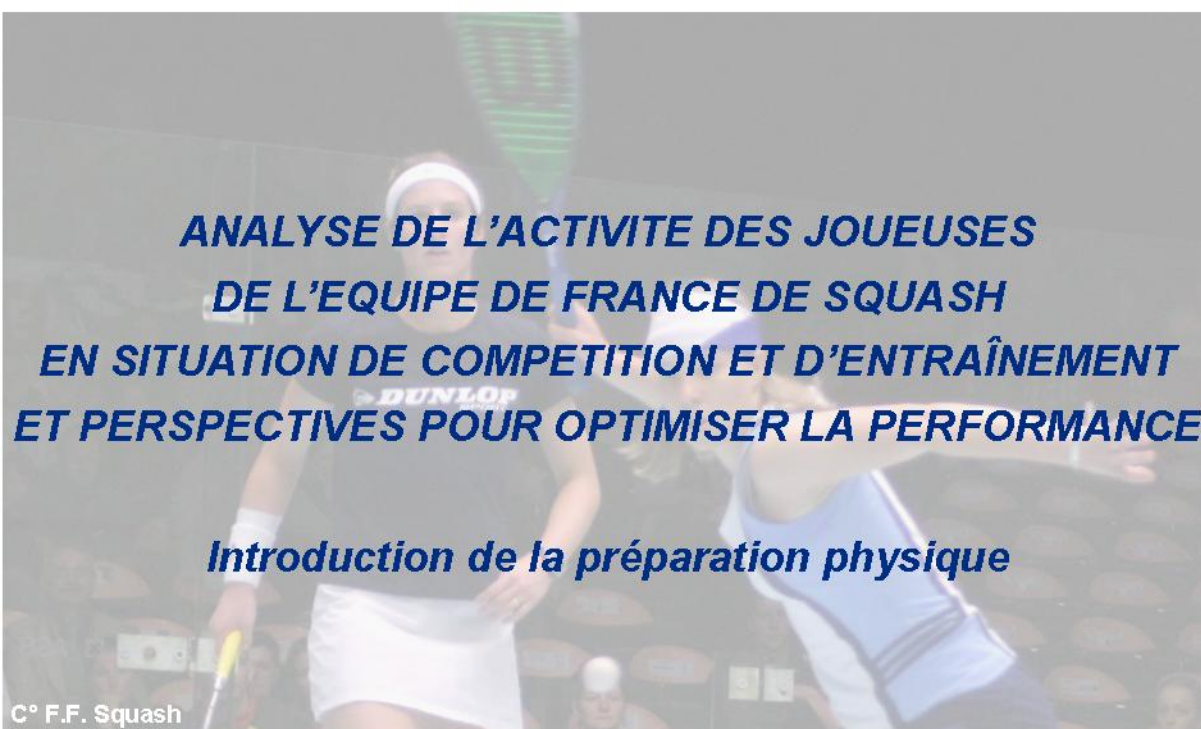 ANALYSE DE L'ACTIVITE DES JOUEUSES
DE L'EQUIPE DE FRANCE DE SQUASH
EN SITUATION DE COMPETITION ET D'ENTRAÎNEMENT
DUNLOP
ET PERSPECTIVES POUR OPTIMISER LA PERFORMANCE
Introduction de la préparation physique
C° F.F. Squash